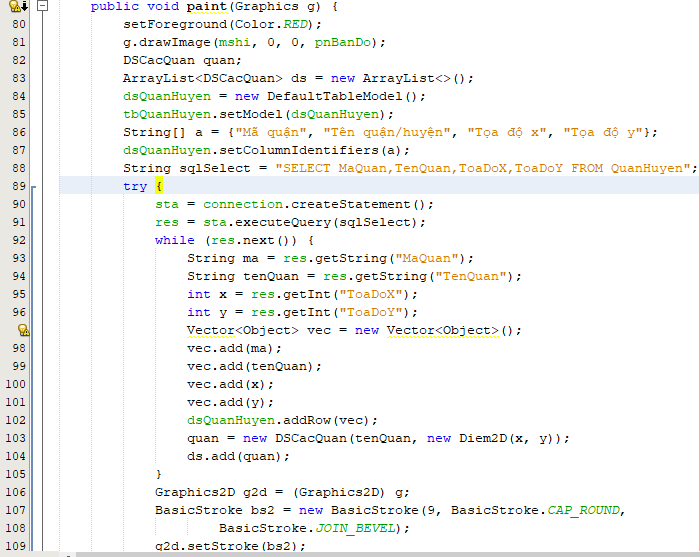 public void paint(Graphics g) {
80 setForeground(Color.RED);
81 g.drawImage(mshi, 0, 0, pnBanDo);
82 DSCacQuan quan;
83 ArrayList<DSCacQuan> ds = new ArrayList<>();
84 dsQuanHuyen = new DefaultTableModel();
85 tbQuanHuyen.setModel(dsQuanHuyen);
86 String[] a = {"Mã quận", "Tên quận/huyện", "Tọa độ x", "Tọa độ y"};
87 dsQuanHuyen.setColumnIdentifiers(a);
88 String sqlSelect = "SELECT MaQuan,TenQuan,ToaDoX,ToaDoY FROM QuanHuyen";
89 try {
90 sta = connection.createStatement();
91 res = sta.executeQuery(sqlSelect);
92 while (res.next()) {
93 String ma = res.getString("MaQuan");
94 String tenQuan = res.getString("TenQuan");
95 int x = res.getInt("ToaDoX");
96 int y = res.getInt("ToaDoY");
Vector<Object> vec = new Vector<Object>();
98 vec.add(ma);
99 vec.add(tenQuan);
100 vec.add(x);
101 vec.add(y);
102 dsQuanHuyen.addRow(vec);
103 quan = new DSCacQuan(tenQuan, new Diem2D(x, y));
104 ds.add(quan);
105 }
106 Graphics2D g2d = (Graphics2D) g;
107 BasicStroke bs2 = new BasicStroke(9, BasicStroke.CAP_ROUND,
108 BasicStroke.JOIN_BEVEL);
109 g2d.setStroke(bs2);